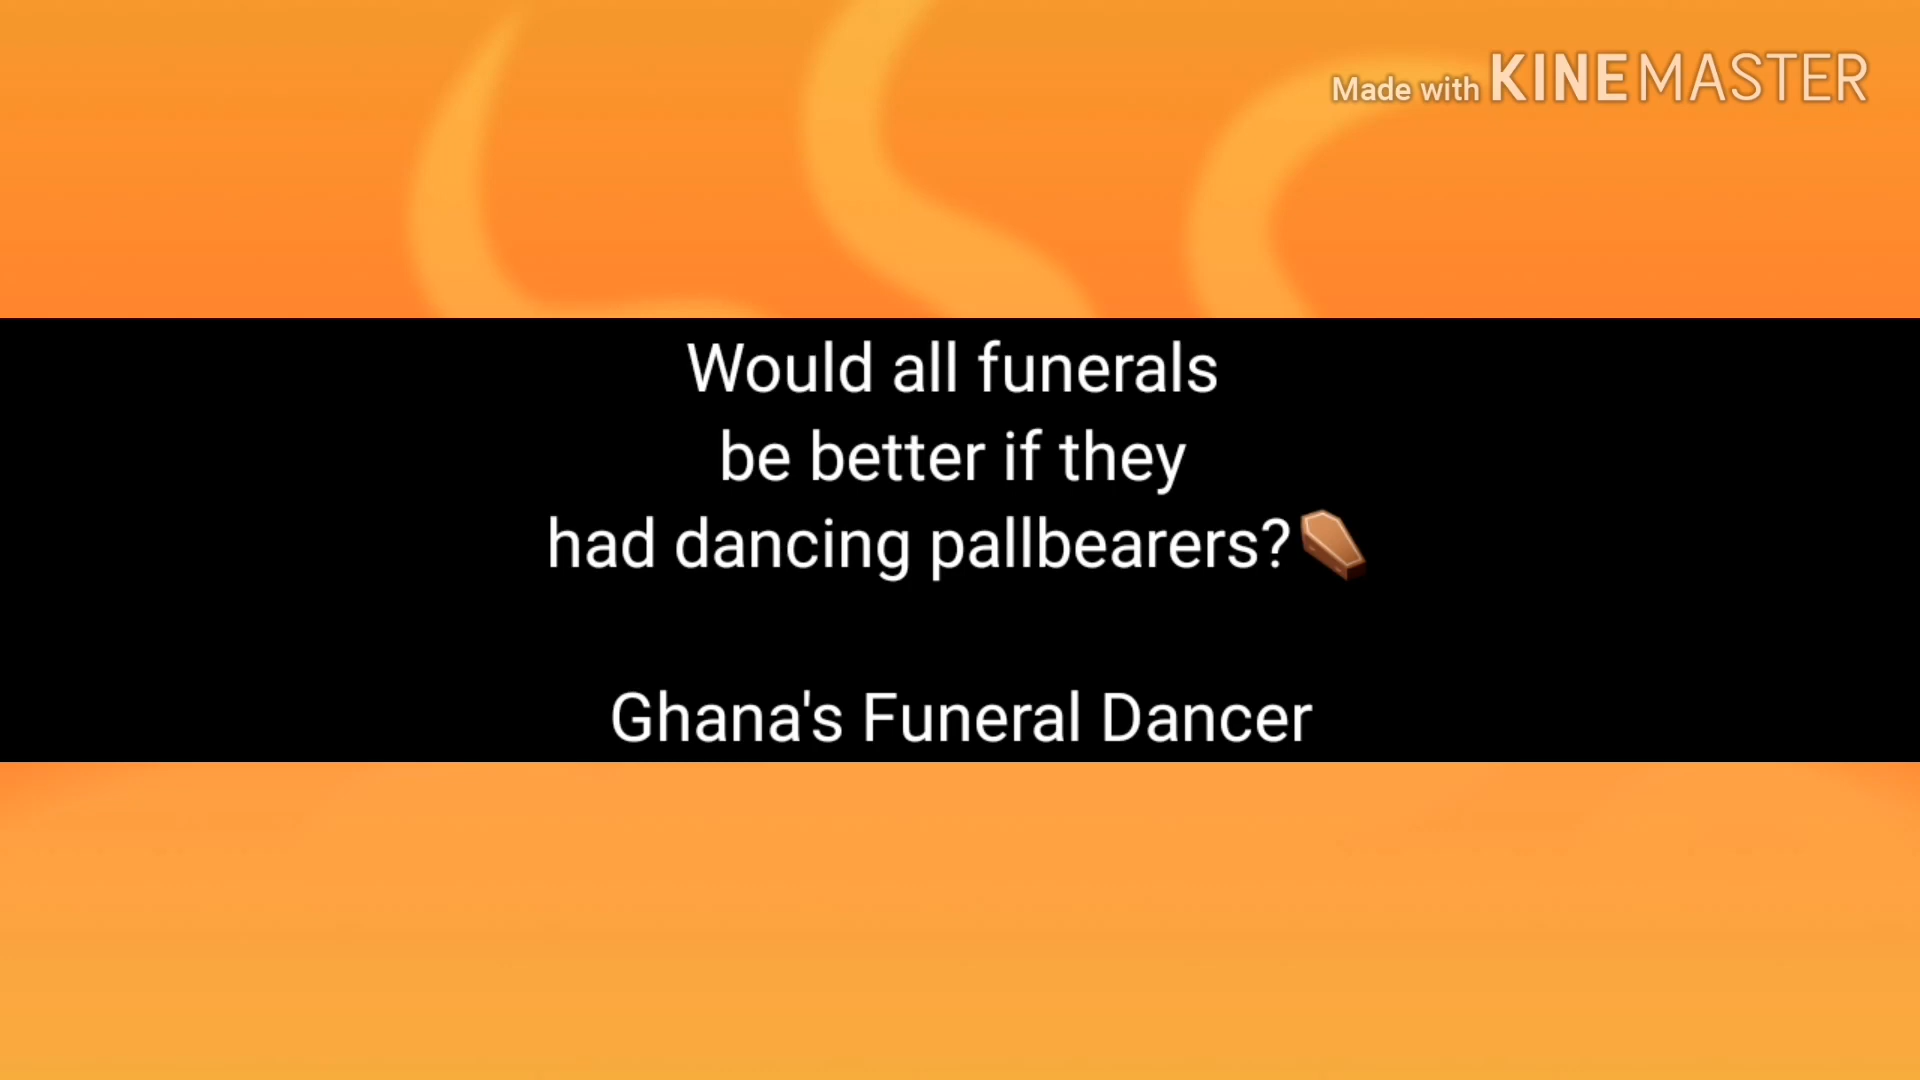 Made with KINEMASTER
Would all funerals
be better if they
had dancing pallbearers?⚰️
Ghana's Funeral Dancer